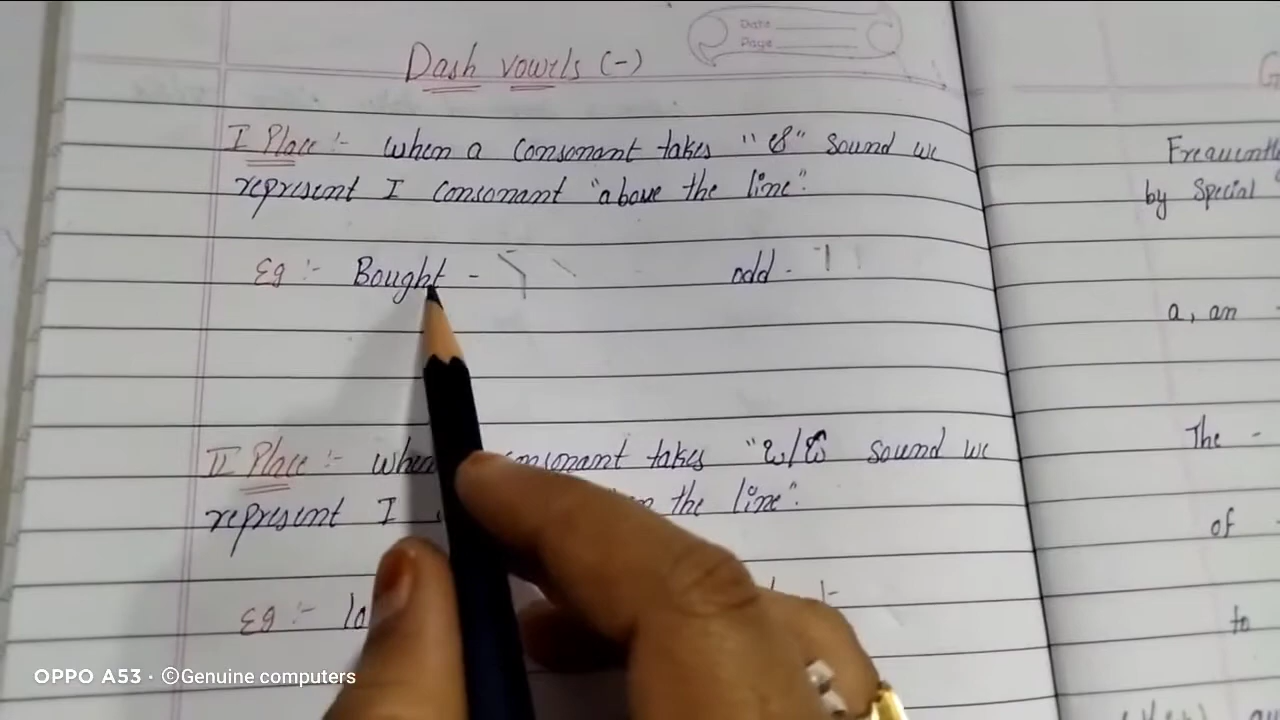 Date
Page
Dash vowels (-)
I Place :- when a consonant takes " " sound we
represent I consonant "above the line".
Eg :- Bought -
odd -
II Place :- when consonant takes " sound we
represent I the line".
Eg :-
Frequently
by Special
a, an
The -
of
to
OPPO A53 · ©Genuine computers